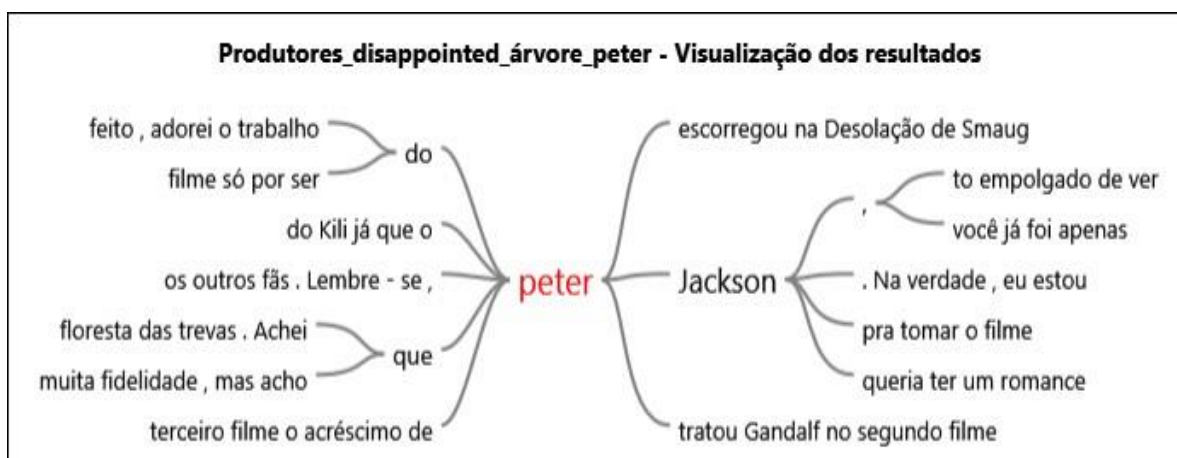 Produtores_disappointed_árvore_peter - Visualização dos resultados
feito , adorei o trabalho
filme só por ser
do
do Kili já que o
os outros fãs . Lembre - se ,
floresta das trevas . Achei
muita fidelidade , mas acho
que
terceiro filme o acréscimo de
peter
escorregou na Desolação de Smaug
Jackson
,
to empolgado de ver
você já foi apenas
. Na verdade , eu estou
pra tomar o filme
queria ter um romance
tratou Gandalf no segundo filme